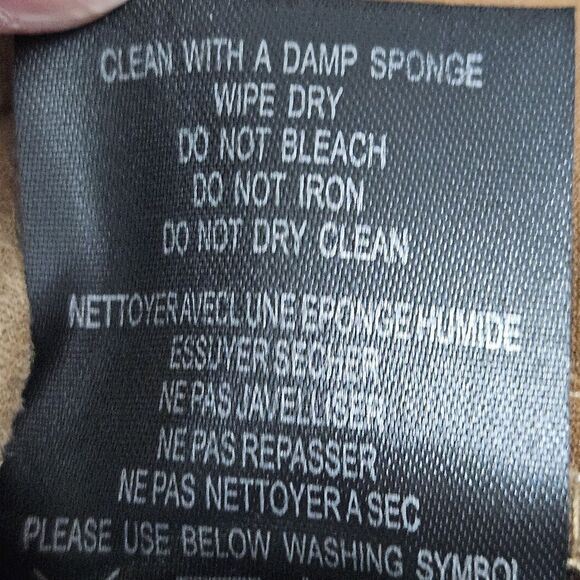 CLEAN WITH A DAMP SPONGE
WIPE DRY
DO NOT BLEACH
DO NOT IRON
DO NOT DRY CLEAN
NETTOYER AVECL UNE EPONGE HUMIDE
ESSUYER SECHER
NE PAS JAVELLISER
NE PAS REPASSER
NE PAS NETTOYER A SEC
PLEASE USE BELOW WASHING SYMBOL